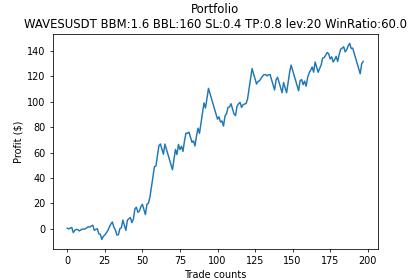 Portfolio
WAVESUSDT BBM:1.6 BBL:160 SL:0.4 TP:0.8 lev:20 WinRatio:60.0
140
120
100
80
60
40
20
0
Profit ($)
0 25 50 75 100 125 150 175 200
Trade counts